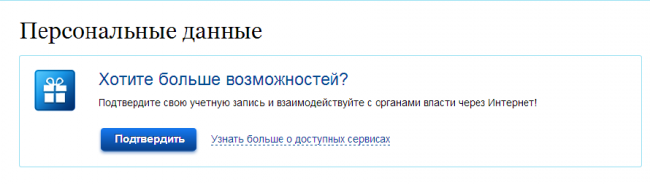 Персональные данные
Хотите больше возможностей?
Подтвердите свою учетную запись и взаимодействуйте с органами власти через Интернет!
Подтвердить Узнать больше о доступных сервисах